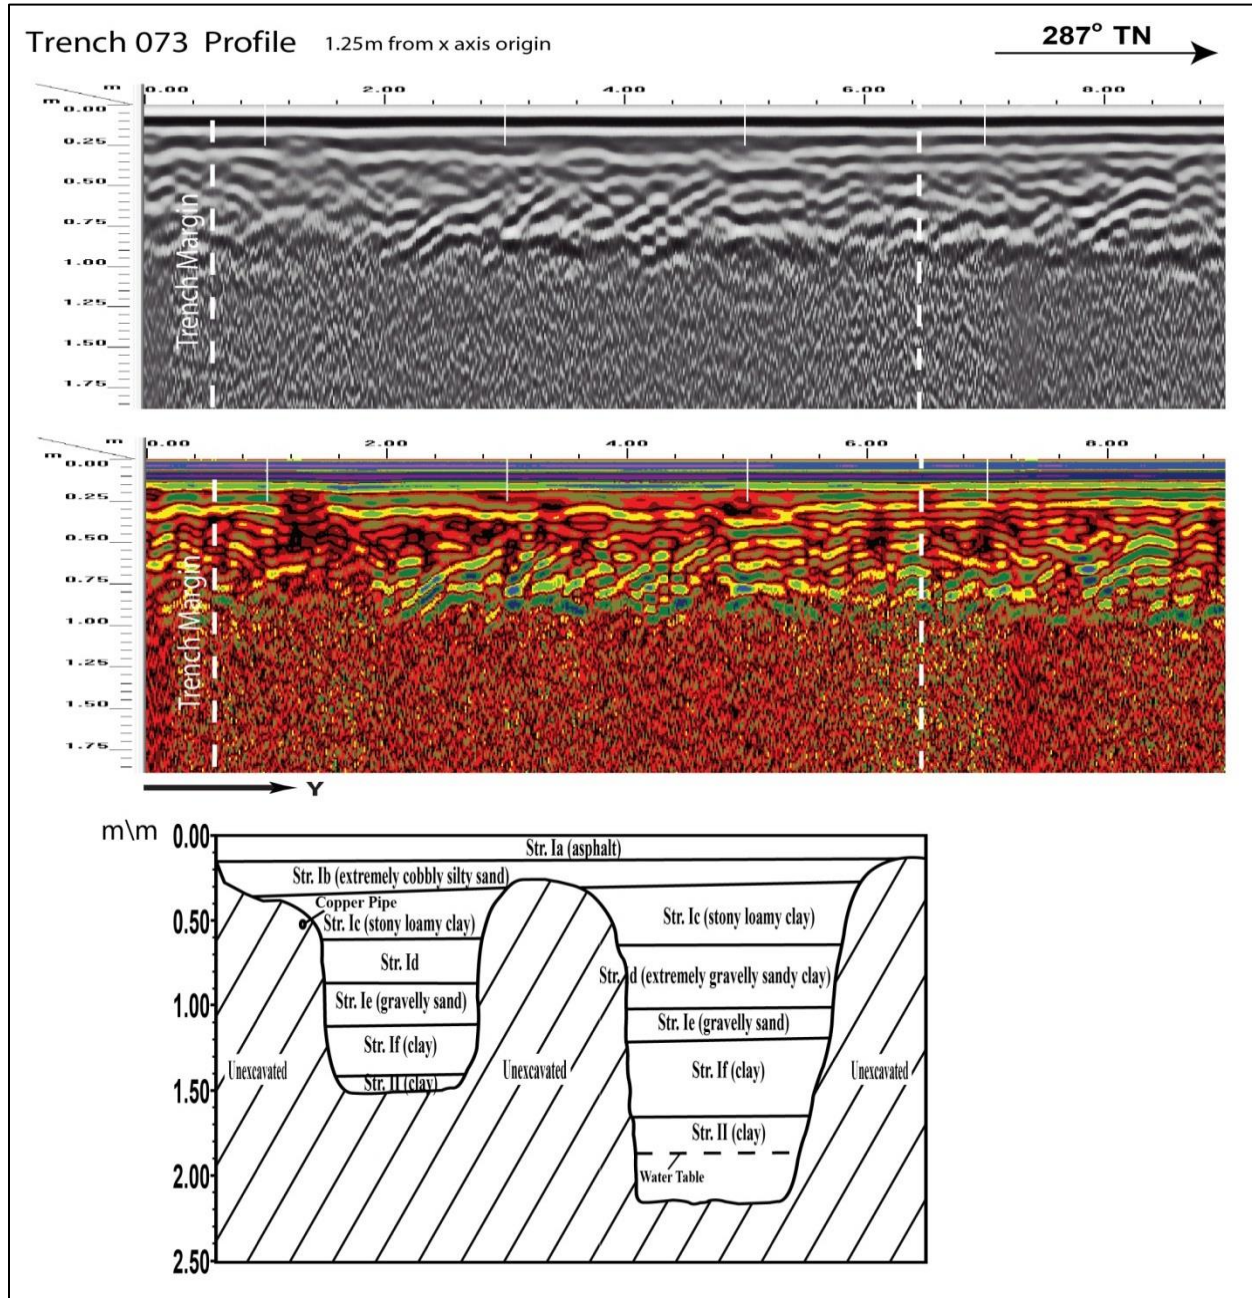 Trench 073 Profile 1.25m from x axis origin
287° TN
m 0.00 2.00 4.00 6.00 8.00
m
0.00
0.25
0.50
0.75
1.00
1.25
1.50
1.75
Trench Margin
m 0.00 2.00 4.00 6.00 8.00
m
0.00
0.25
0.50
0.75
1.00
1.25
1.50
1.75
Trench Margin
Y
m\m
0.00
0.50
1.00
1.50
2.00
2.50
Str. Ia (asphalt)
Str. Ib (extremely cobbly silty sand)
Copper Pipe
Str. Ic (stony loamy clay)
Str. Id
Str. Ie (gravelly sand)
Str. If (clay)
Str. II (clay)
Unexcavated
Unexcavated
Str. Ic (stony loamy clay)
Str. d (extremely gravelly sandy clay)
Str. Ie (gravelly sand)
Str. If (clay)
Str. II (clay)
Water Table
Unexcavated